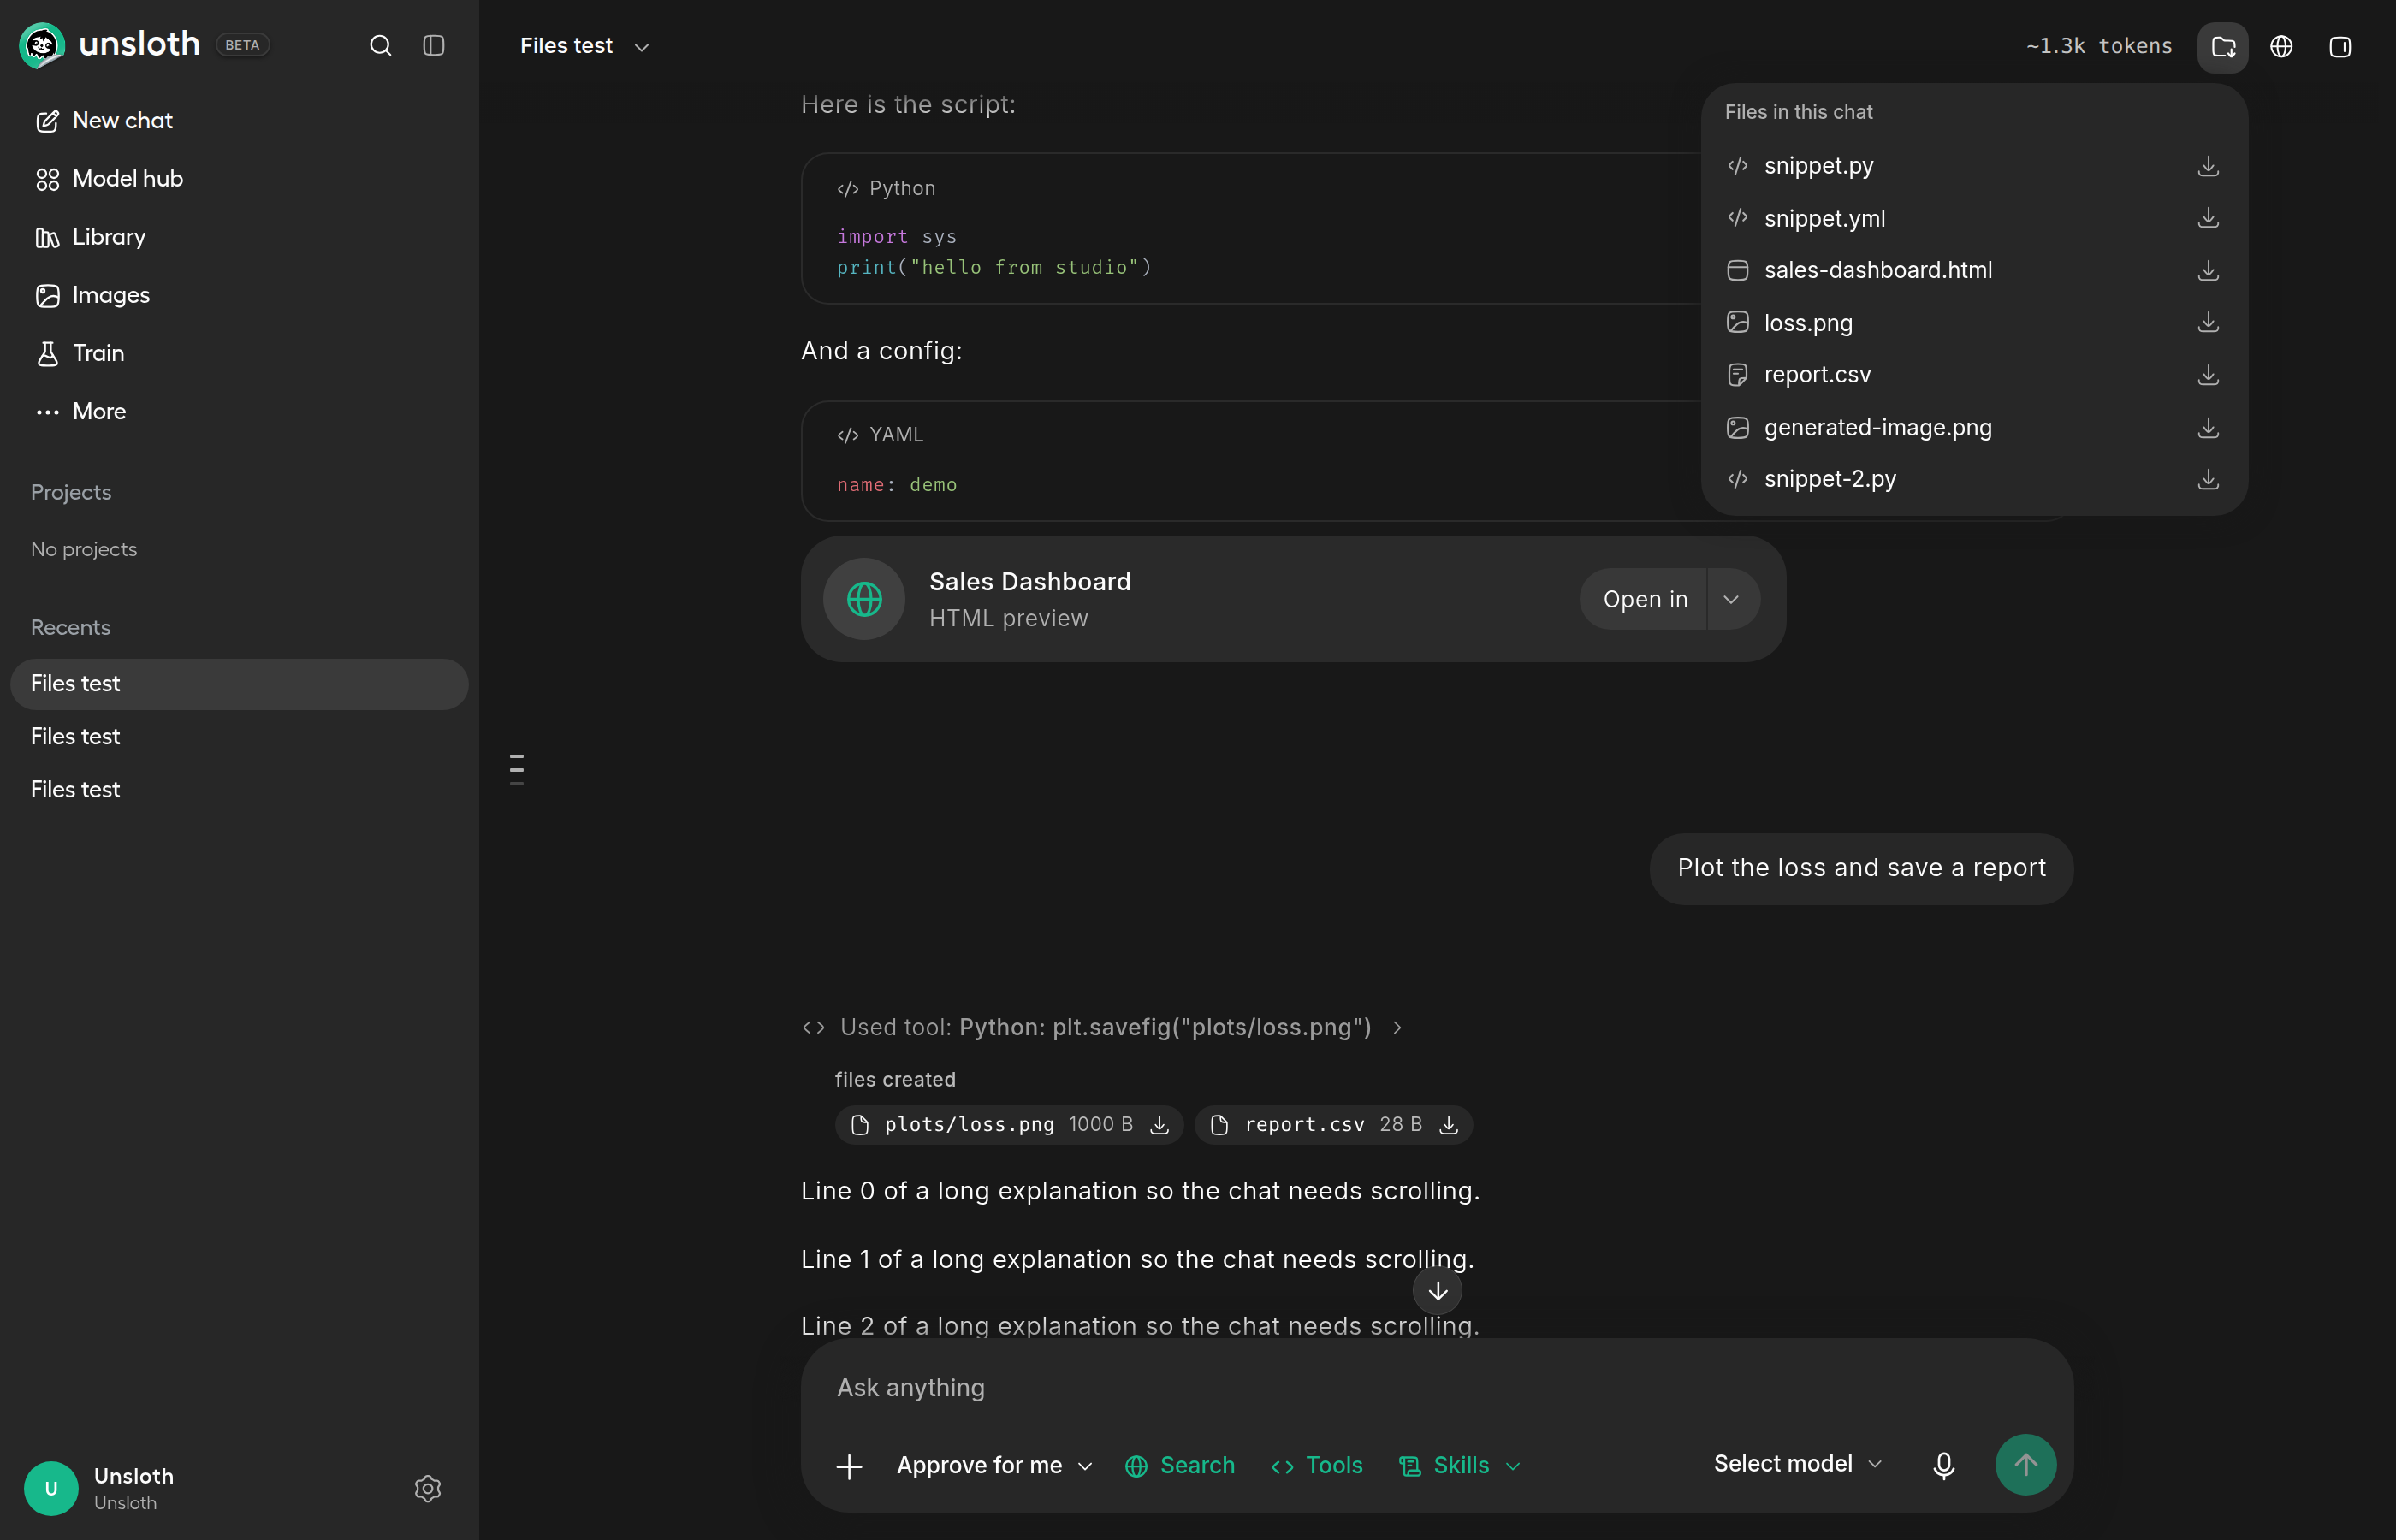 unsloth BETA
New chat
Model hub
Library
Images
Train
More
Projects
No projects
Recents
Files test
Files test
Files test
U
Unsloth
Unsloth
Files test
~1.3k tokens
Files in this chat
snippet.py
snippet.yml
sales-dashboard.html
loss.png
report.csv
generated-image.png
snippet-2.py
Here is the script:
Python
import sys
print("hello from studio")
And a config:
YAML
name: demo
Sales Dashboard
HTML preview
Open in
Plot the loss and save a report
Used tool: Python: plt.savefig("plots/loss.png")
files created
plots/loss.png 1000 B report.csv 28 B
Line 0 of a long explanation so the chat needs scrolling.
Line 1 of a long explanation so the chat needs scrolling.
Line 2 of a long explanation so the chat needs scrolling.
Ask anything
Approve for me Search Tools Skills Select model